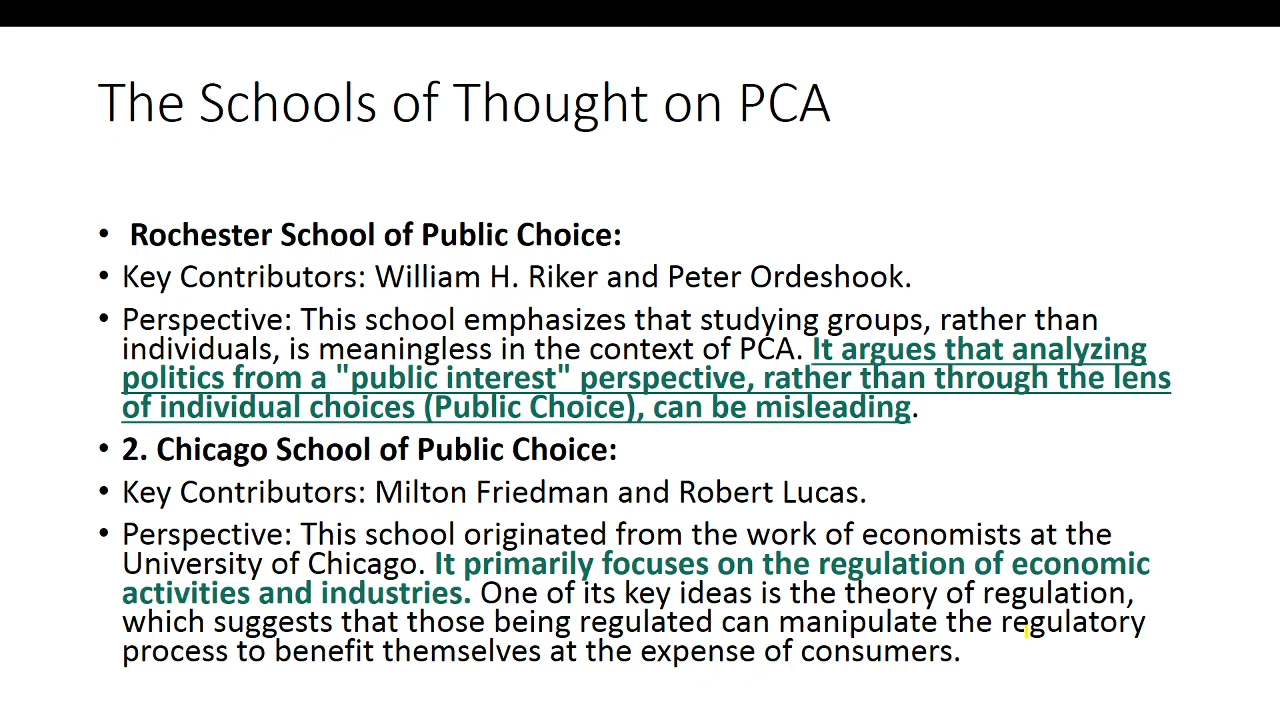 The Schools of Thought on PCA
• Rochester School of Public Choice:
• Key Contributors: William H. Riker and Peter Ordeshook.
• Perspective: This school emphasizes that studying groups, rather than
individuals, is meaningless in the context of PCA. It argues that analyzing
politics from a "public interest" perspective, rather than through the lens
of individual choices (Public Choice), can be misleading.
• 2. Chicago School of Public Choice:
• Key Contributors: Milton Friedman and Robert Lucas.
• Perspective: This school originated from the work of economists at the
University of Chicago. It primarily focuses on the regulation of economic
activities and industries. One of its key ideas is the theory of regulation,
which suggests that those being regulated can manipulate the regulatory
process to benefit themselves at the expense of consumers.